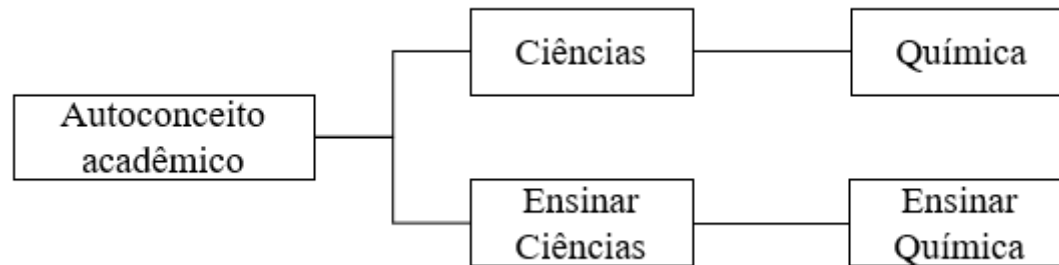 Autoconceito
acadêmico
Ciências
Química
Ensinar
Ciências
Ensinar
Química